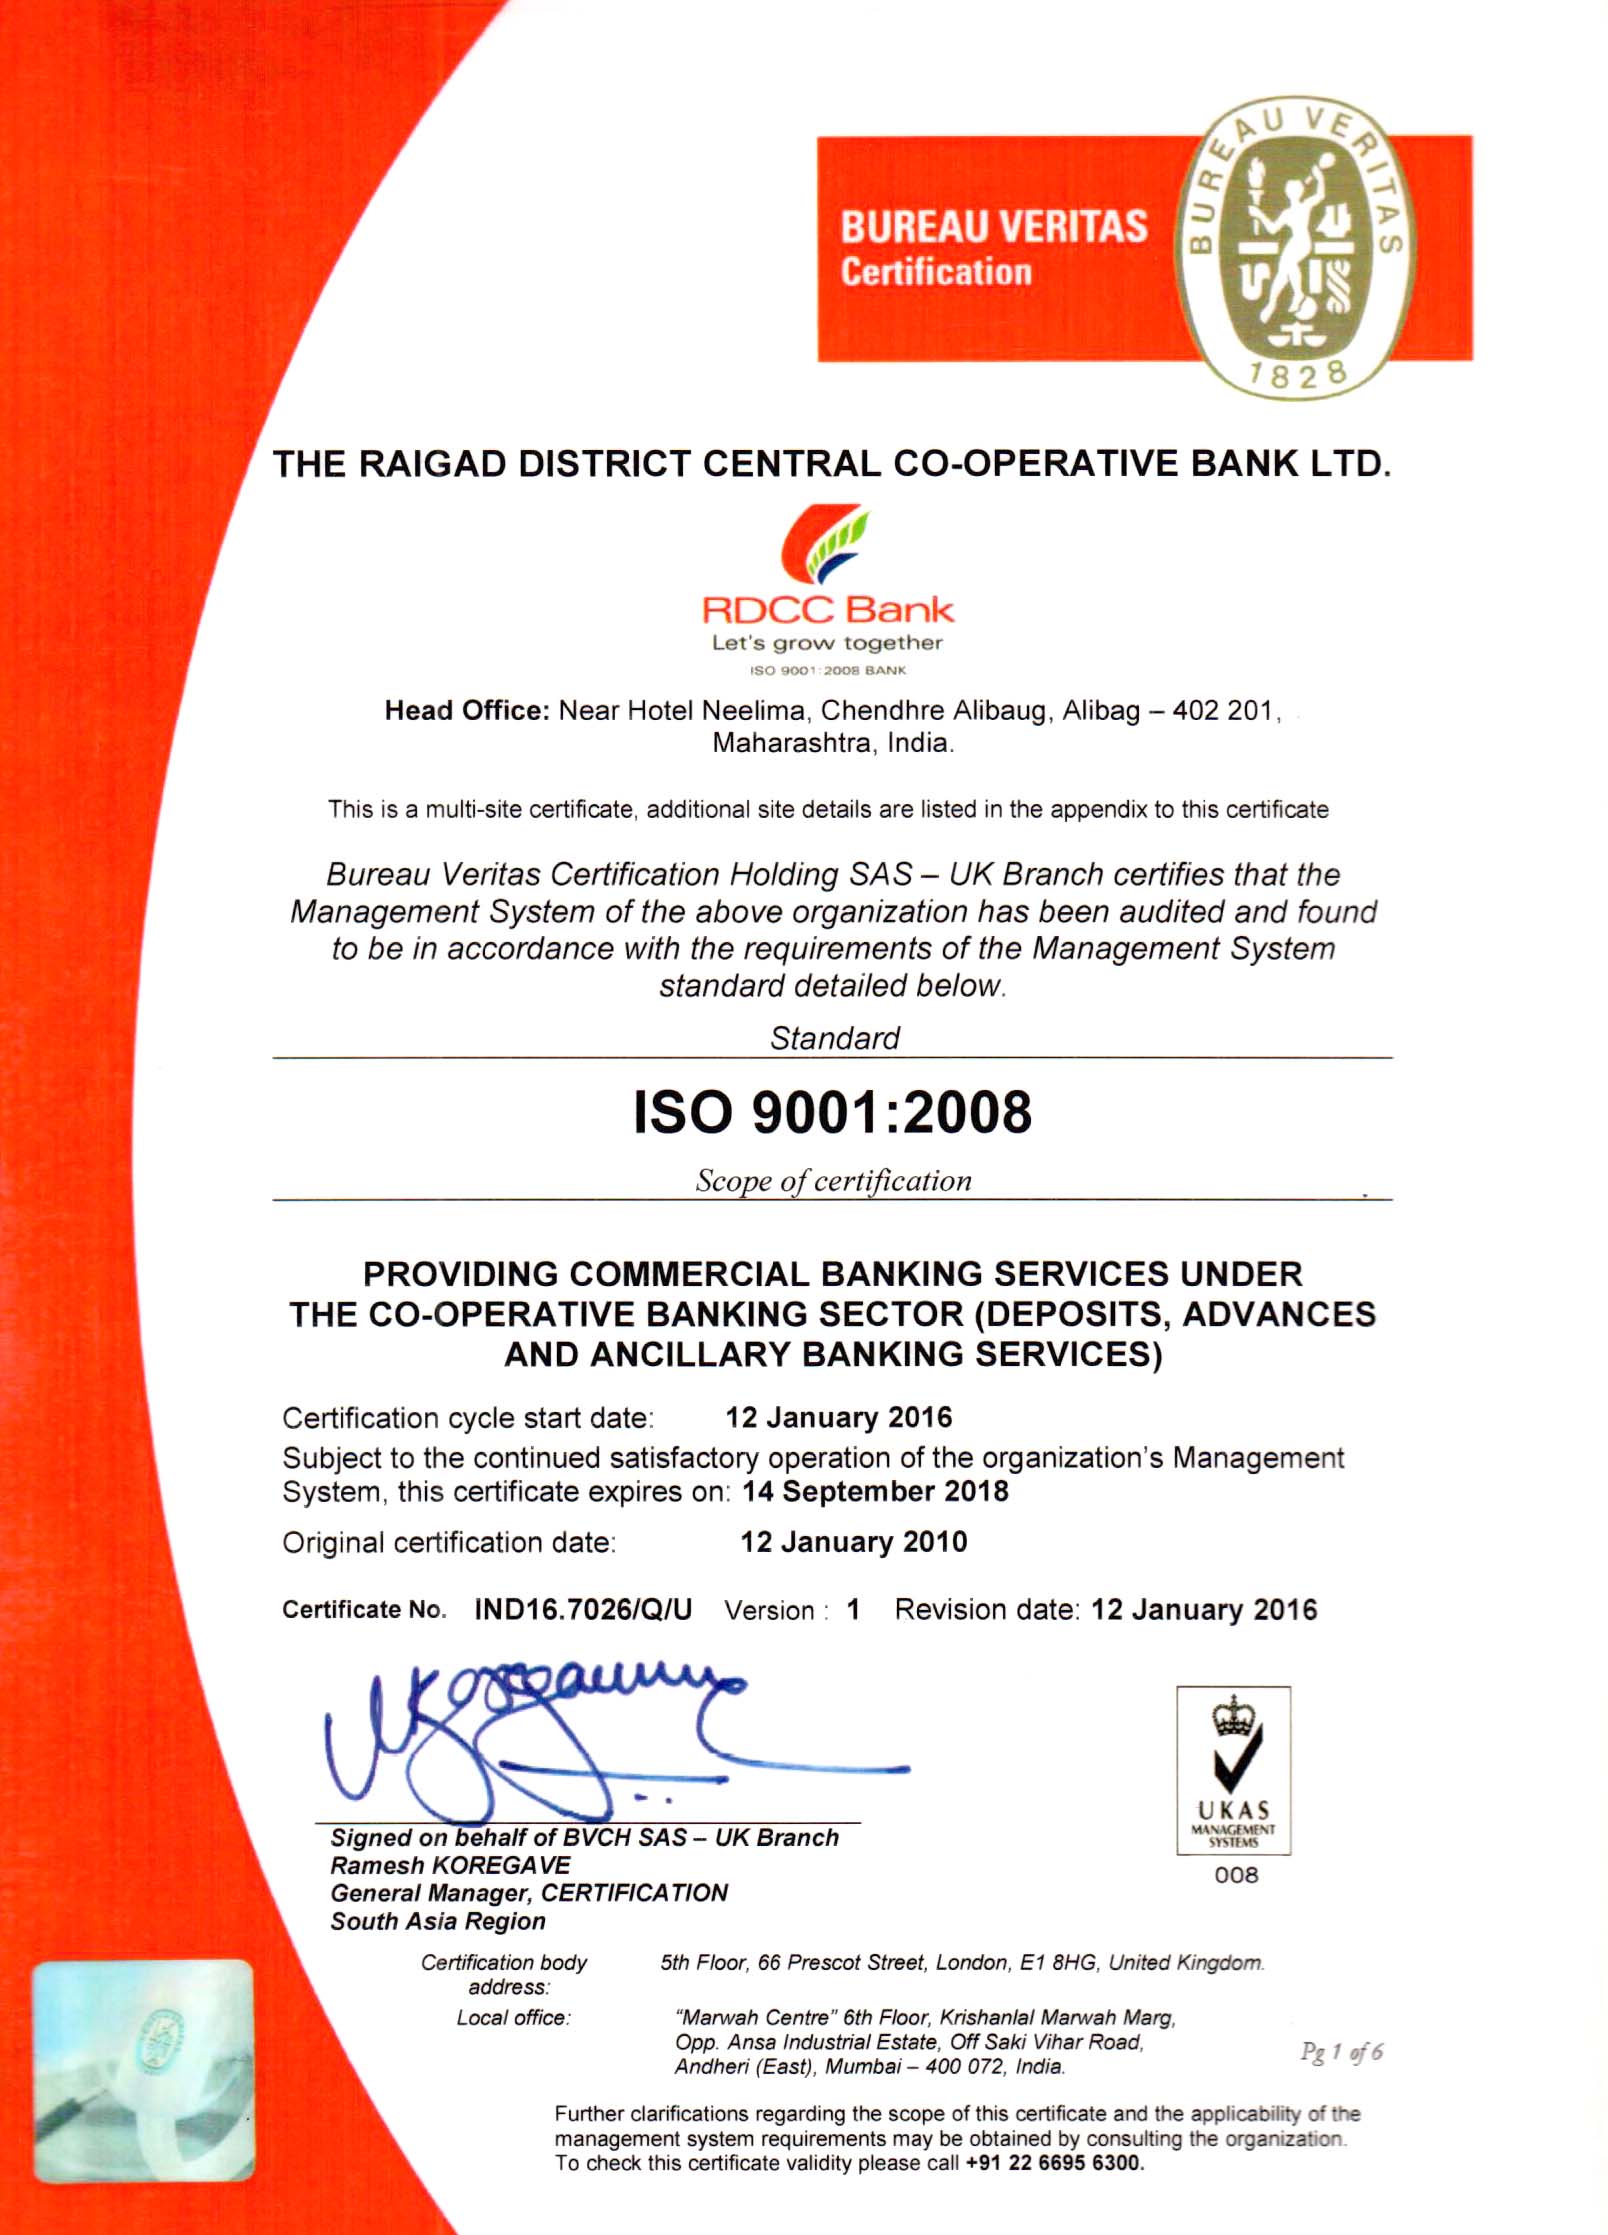 BUREAU VERITAS
Certification
BUREAU VERITAS
1828
THE RAIGAD DISTRICT CENTRAL CO-OPERATIVE BANK LTD.
RDCC Bank
Let's grow together
ISO 9001:2008 BANK
Head Office: Near Hotel Neelima, Chendhre Alibaug, Alibag – 402 201,
Maharashtra, India.
This is a multi-site certificate, additional site details are listed in the appendix to this certificate
Bureau Veritas Certification Holding SAS – UK Branch certifies that the
Management System of the above organization has been audited and found
to be in accordance with the requirements of the Management System
standard detailed below.
Standard
ISO 9001:2008
Scope of certification
PROVIDING COMMERCIAL BANKING SERVICES UNDER
THE CO-OPERATIVE BANKING SECTOR (DEPOSITS, ADVANCES
AND ANCILLARY BANKING SERVICES)
Certification cycle start date: 12 January 2016
Subject to the continued satisfactory operation of the organization's Management
System, this certificate expires on: 14 September 2018
Original certification date: 12 January 2010
Certificate No. IND16.7026/Q/U Version : 1 Revision date: 12 January 2016
Signed on behalf of BVCH SAS – UK Branch
Ramesh KOREGAVE
General Manager, CERTIFICATION
South Asia Region
UKAS
MANAGEMENT
SYSTEMS
008
Certification body address: 5th Floor, 66 Prescot Street, London, E1 8HG, United Kingdom.
Local office: "Marwah Centre" 6th Floor, Krishanlal Marwah Marg,
Opp. Ansa Industrial Estate, Off Saki Vihar Road,
Andheri (East), Mumbai – 400 072, India.
Pg 1 of 6
Further clarifications regarding the scope of this certificate and the applicability of the
management system requirements may be obtained by consulting the organization.
To check this certificate validity please call +91 22 6695 6300.